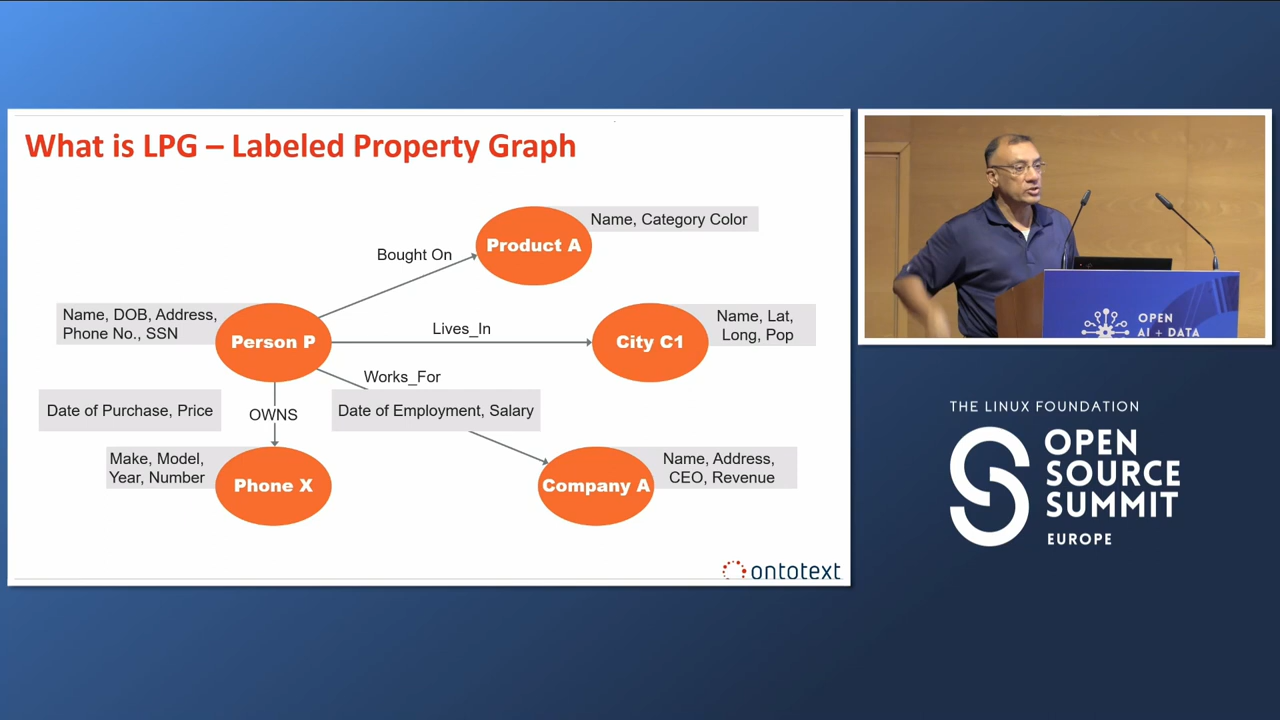 What is LPG – Labeled Property Graph
Name, Category Color
Product A
Bought On
Name, DOB, Address,
Phone No., SSN
Person P
Lives_In
City C1
Name, Lat,
Long, Pop
Works_For
Date of Purchase, Price
OWNS
Date of Employment, Salary
Make, Model,
Year, Number
Phone X
Company A
Name, Address,
CEO, Revenue
ontotext
OPEN
AI + DATA
THE LINUX FOUNDATION
OPEN
SOURCE
SUMMIT
EUROPE